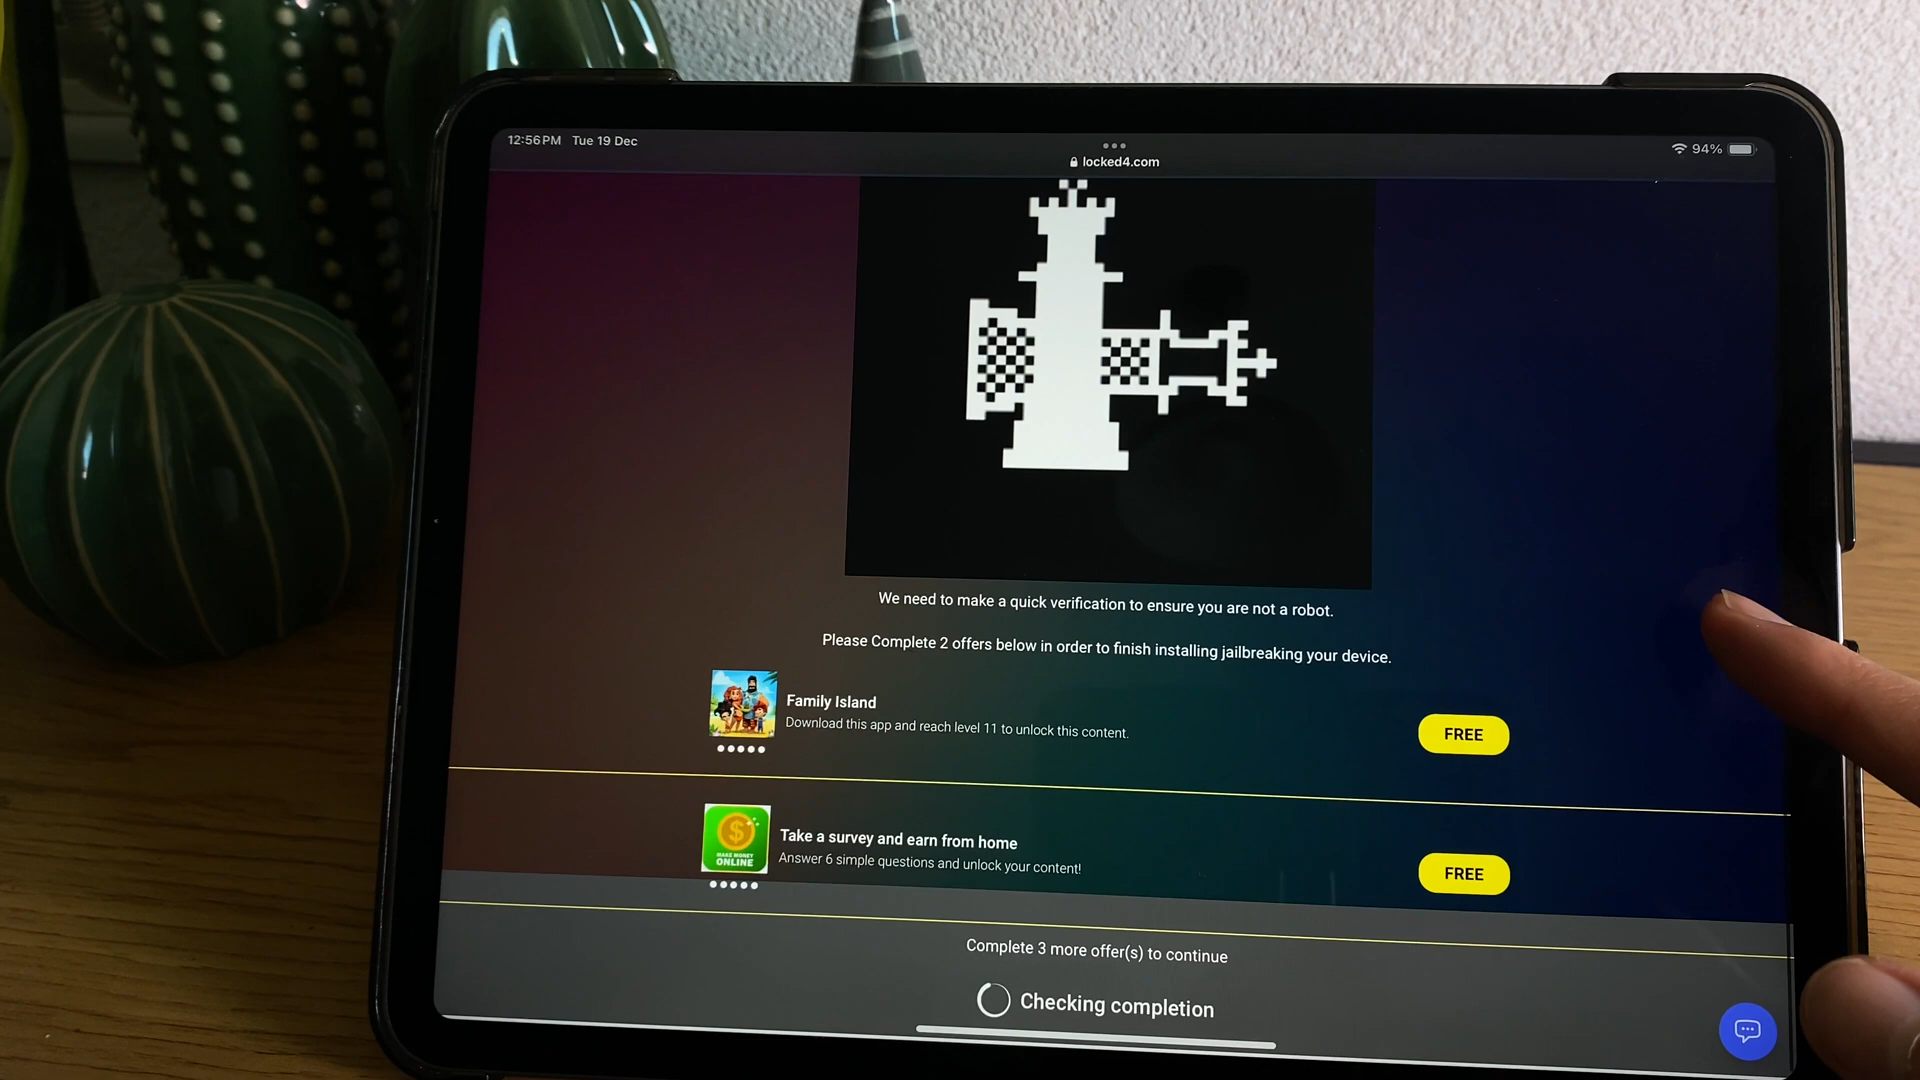 12:56 PM Tue 19 Dec
locked4.com
94%
We need to make a quick verification to ensure you are not a robot.
Please Complete 2 offers below in order to finish installing jailbreaking your device.
Family Island
Download this app and reach level 11 to unlock this content.
FREE
MAKE MONEY
ONLINE
Take a survey and earn from home
Answer 6 simple questions and unlock your content!
FREE
Complete 3 more offer(s) to continue
Checking completion